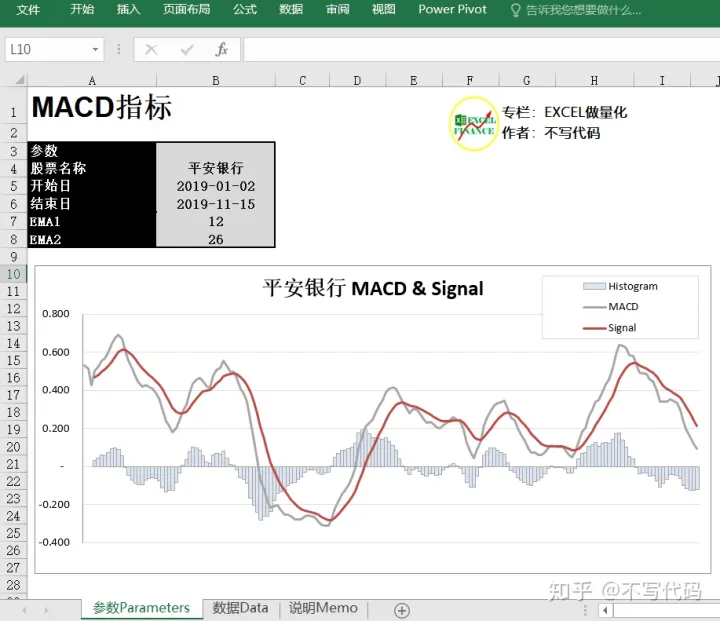 文件 开始 插入 页面布局 公式 数据 审阅 视图 Power Pivot 告诉我您想要做什么...
L10 fx
A B C D E F G H I J
1 MACD指标
EXCEL FINANCE
专栏: EXCEL做量化
2 作者: 不写代码
3 参数
4 股票名称 平安银行
5 开始日 2019-01-02
6 结束日 2019-11-15
7 EMA1 12
8 EMA2 26
9
10
11
12
13
14
15
16
17
18
19
20
21
22
23
24
25
26
27
28
平安银行 MACD & Signal
Histogram
MACD
Signal
0.800
0.600
0.400
0.200
-
-0.200
-0.400
知乎 @不写代码
参数Parameters 数据Data 说明Memo